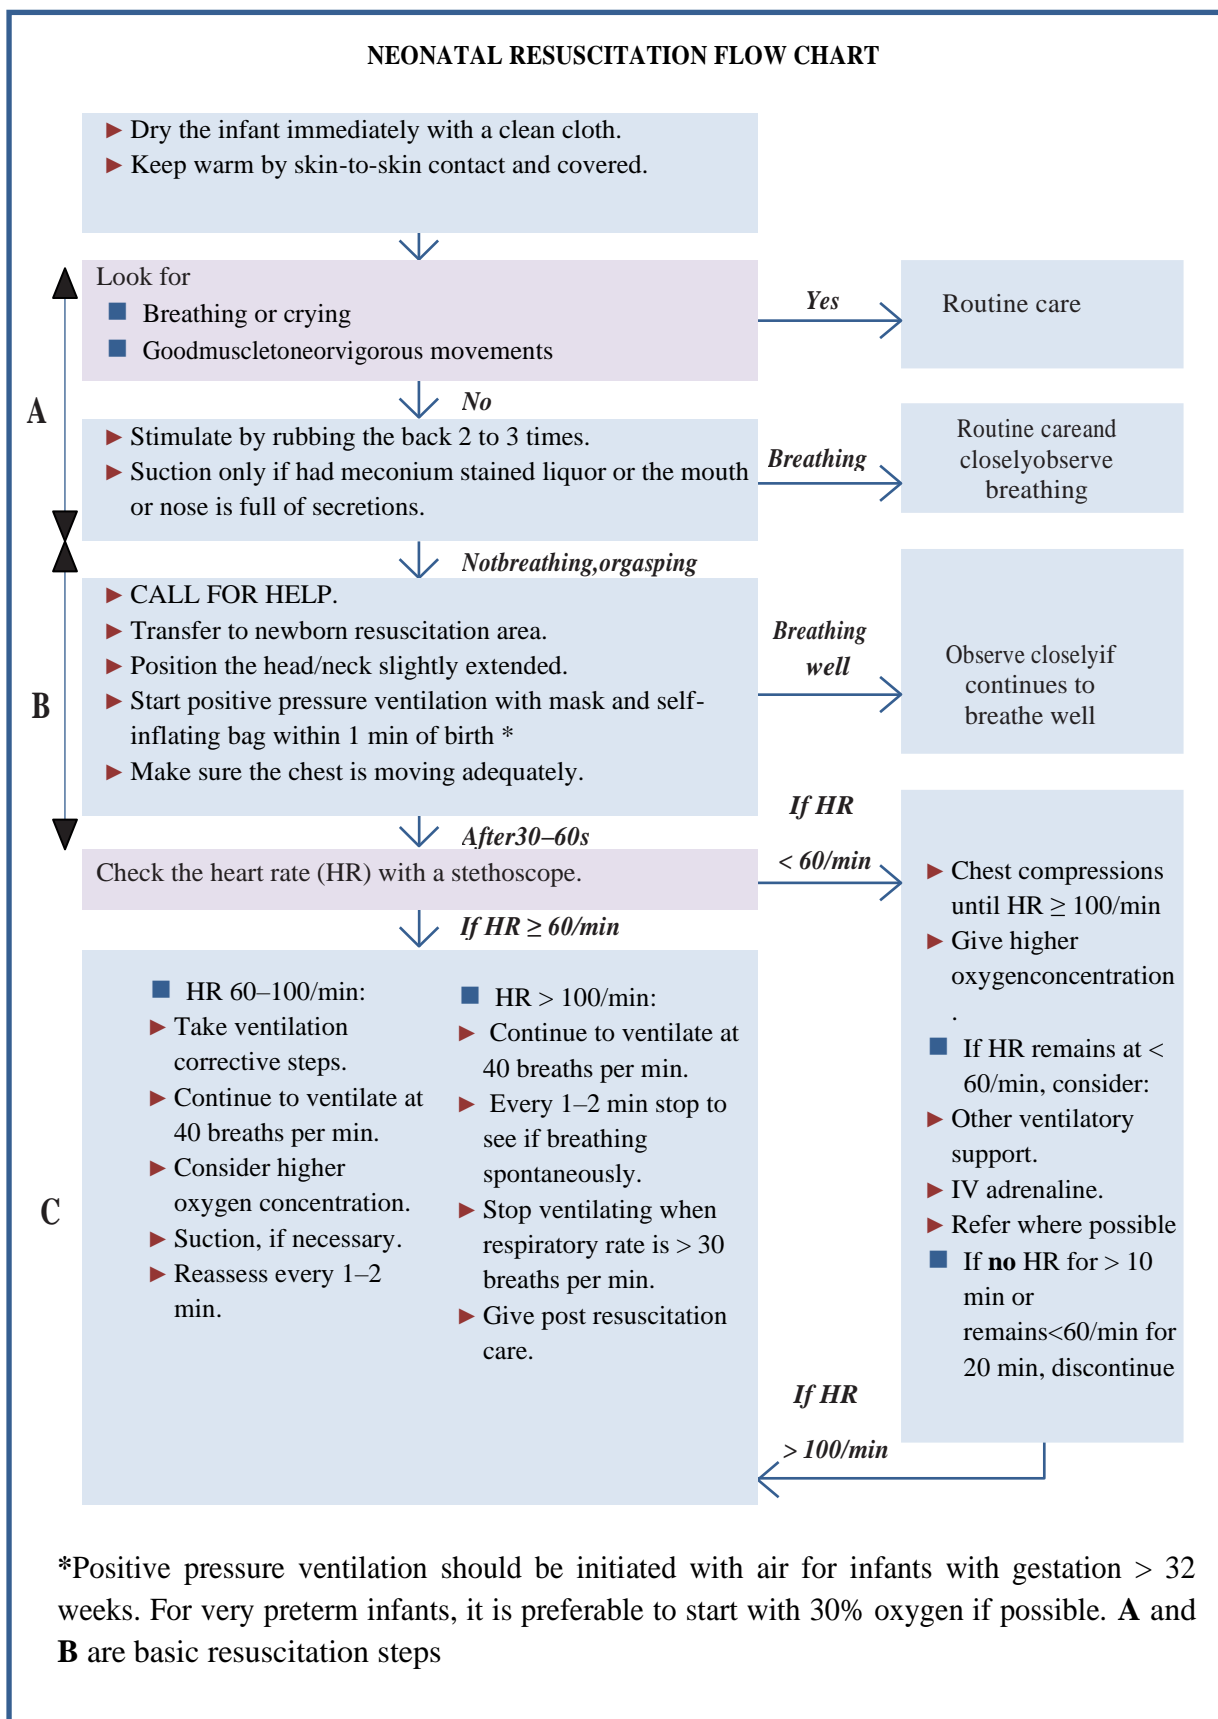 NEONATAL RESUSCITATION FLOW CHART
► Dry the infant immediately with a clean cloth.
► Keep warm by skin-to-skin contact and covered.
A
Look for
■ Breathing or crying
■ Goodmuscletoneorvigorous movements
Yes
Routine care
No
► Stimulate by rubbing the back 2 to 3 times.
► Suction only if had meconium stained liquor or the mouth
or nose is full of secretions.
Breathing
Routine careand
closelyobserve
breathing
Notbreathing,orgasping
B
► CALL FOR HELP.
► Transfer to newborn resuscitation area.
► Position the head/neck slightly extended.
► Start positive pressure ventilation with mask and self-
inflating bag within 1 min of birth *
► Make sure the chest is moving adequately.
Breathing
well
Observe closelyif
continues to
breathe well
After30–60s
Check the heart rate (HR) with a stethoscope.
If HR
< 60/min
► Chest compressions
until HR ≥ 100/min
► Give higher
oxygenconcentration
.
■ If HR remains at <
60/min, consider:
► Other ventilatory
support.
► IV adrenaline.
► Refer where possible
■ If no HR for > 10
min or
remains<60/min for
20 min, discontinue
If HR ≥ 60/min
C
■ HR 60–100/min:
► Take ventilation
corrective steps.
► Continue to ventilate at
40 breaths per min.
► Consider higher
oxygen concentration.
► Suction, if necessary.
► Reassess every 1–2
min.
■ HR > 100/min:
► Continue to ventilate at
40 breaths per min.
► Every 1–2 min stop to
see if breathing
spontaneously.
► Stop ventilating when
respiratory rate is > 30
breaths per min.
► Give post resuscitation
care.
If HR
> 100/min
*Positive pressure ventilation should be initiated with air for infants with gestation > 32
weeks. For very preterm infants, it is preferable to start with 30% oxygen if possible. A and
B are basic resuscitation steps